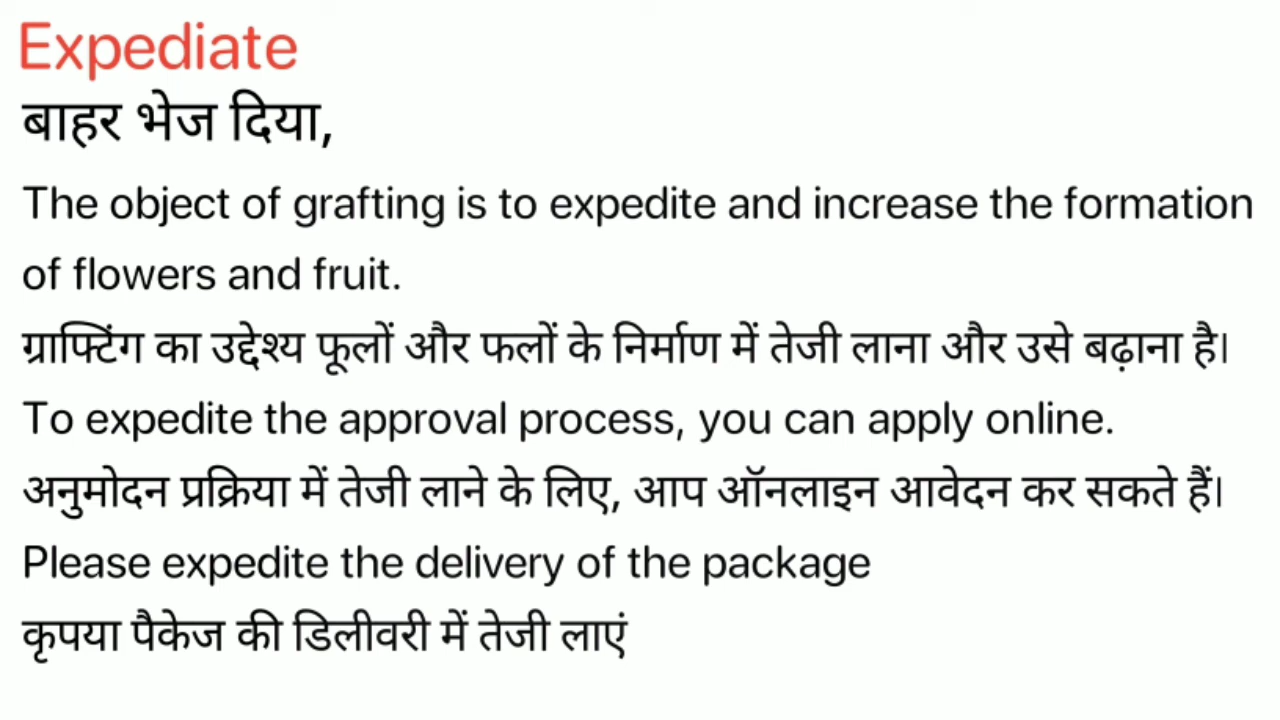 Expediate
बाहर भेज दिया,
The object of grafting is to expedite and increase the formation
of flowers and fruit.
ग्राफ्टिंग का उद्देश्य फूलों और फलों के निर्माण में तेजी लाना और उसे बढ़ाना है।
To expedite the approval process, you can apply online.
अनुमोदन प्रक्रिया में तेजी लाने के लिए, आप ऑनलाइन आवेदन कर सकते हैं।
Please expedite the delivery of the package
कृपया पैकेज की डिलीवरी में तेजी लाएं